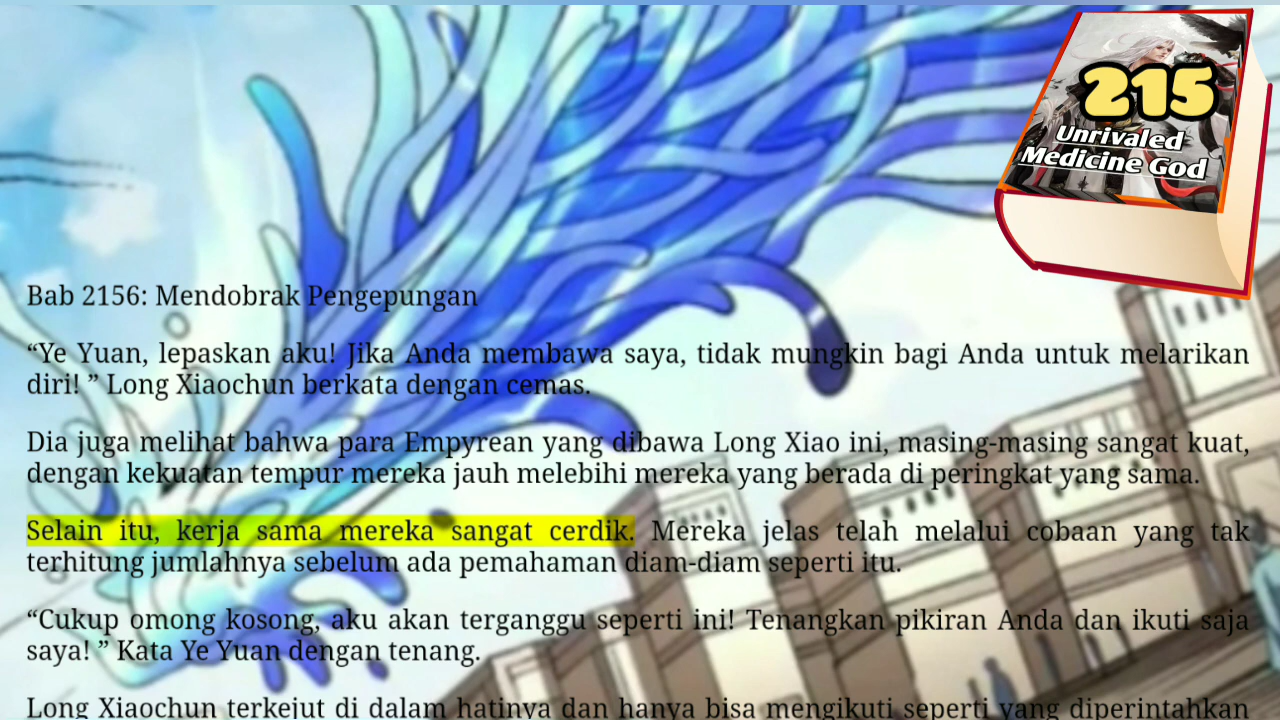 215
Unrivaled
Medicine God
Bab 2156: Mendobrak Pengepungan
“Ye Yuan, lepaskan aku! Jika Anda membawa saya, tidak mungkin bagi Anda untuk melarikan
diri! ” Long Xiaochun berkata dengan cemas.
Dia juga melihat bahwa para Empyrean yang dibawa Long Xiao ini, masing-masing sangat kuat,
dengan kekuatan tempur mereka jauh melebihi mereka yang berada di peringkat yang sama.
Selain itu, kerja sama mereka sangat cerdik. Mereka jelas telah melalui cobaan yang tak
terhitung jumlahnya sebelum ada pemahaman diam-diam seperti itu.
“Cukup omong kosong, aku akan terganggu seperti ini! Tenangkan pikiran Anda dan ikuti saja
saya! ” Kata Ye Yuan dengan tenang.
Long Xiaochun terkejut di dalam hatinya dan hanya bisa mengikuti seperti yang diperintahkan